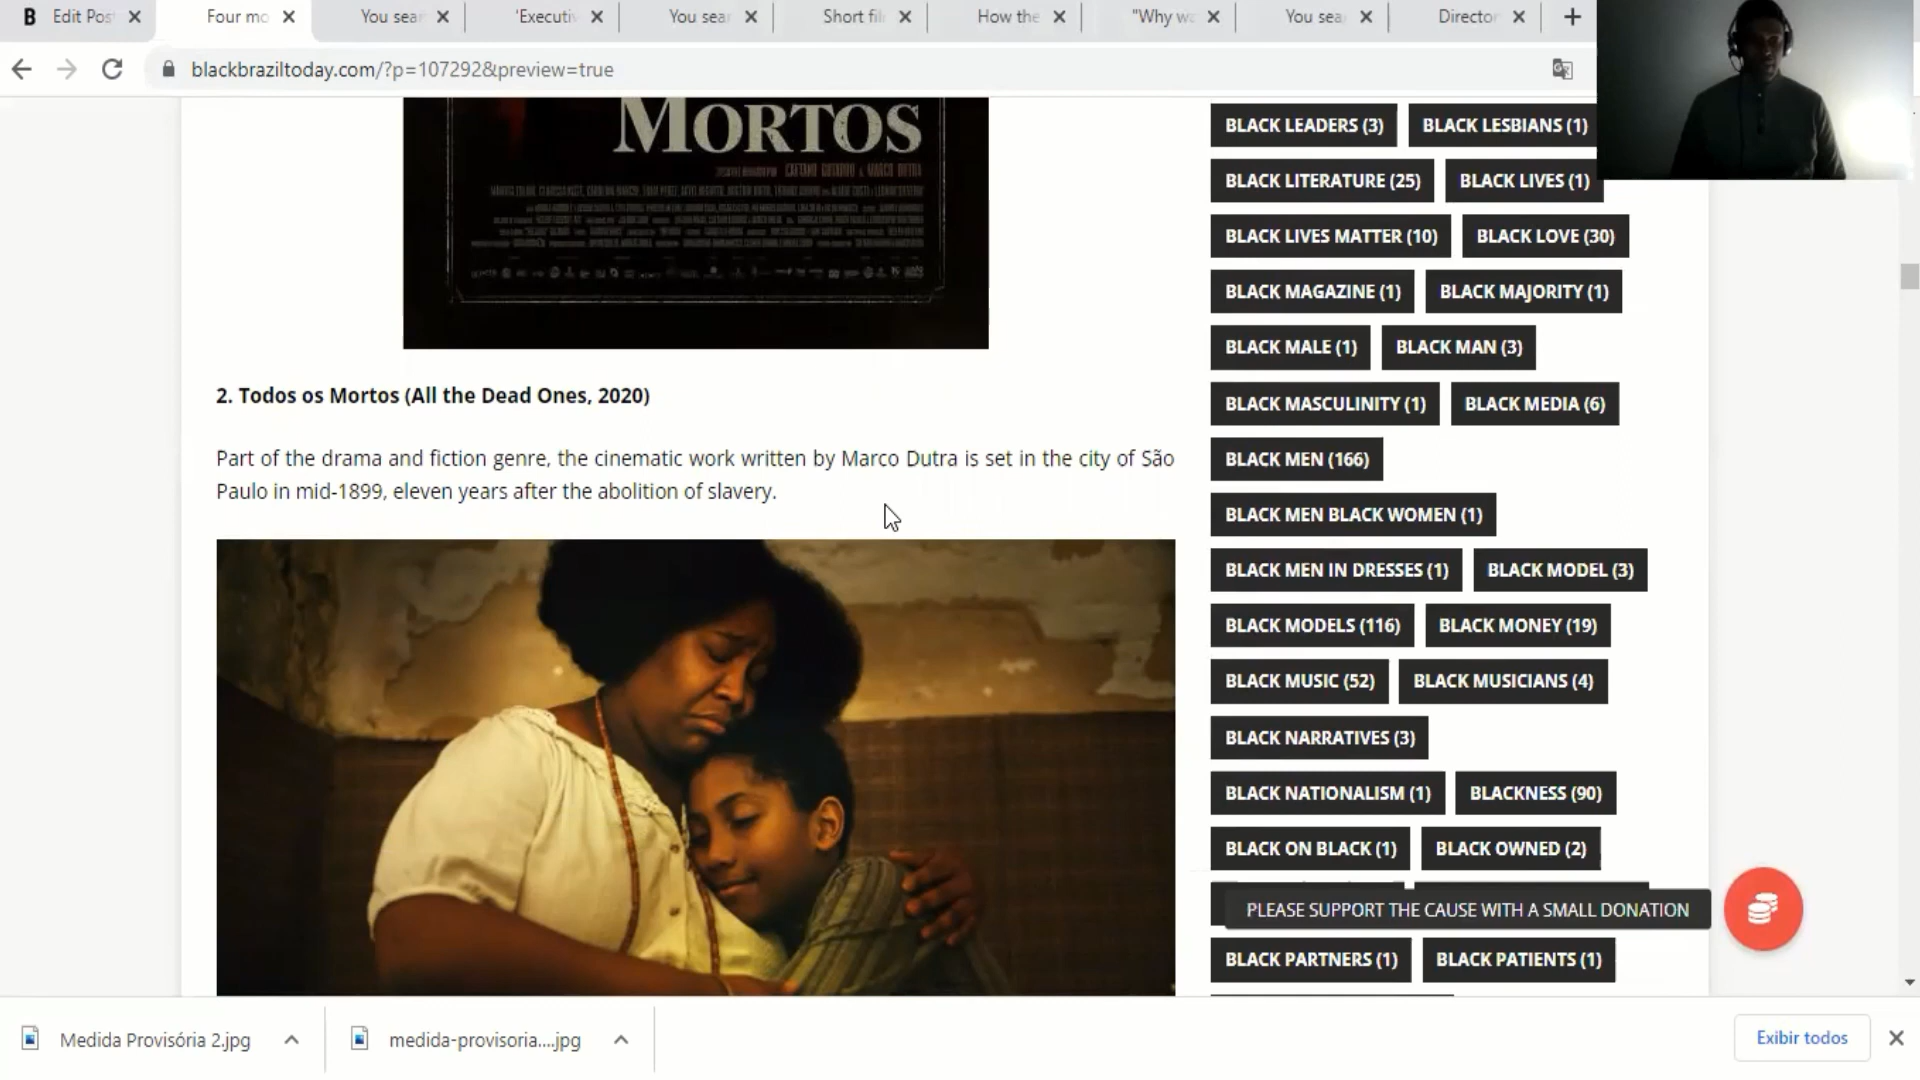 B Edit Pos
Four mo
You sea
'Executi
You sea
Short fil
How the
"Why w
You sea
Directo
blackbraziltoday.com/?p=107292&preview=true
MORTOS
2. Todos os Mortos (All the Dead Ones, 2020)
Part of the drama and fiction genre, the cinematic work written by Marco Dutra is set in the city of São
Paulo in mid-1899, eleven years after the abolition of slavery.
BLACK LEADERS (3) BLACK LESBIANS (1)
BLACK LITERATURE (25) BLACK LIVES (1)
BLACK LIVES MATTER (10) BLACK LOVE (30)
BLACK MAGAZINE (1) BLACK MAJORITY (1)
BLACK MALE (1) BLACK MAN (3)
BLACK MASCULINITY (1) BLACK MEDIA (6)
BLACK MEN (166)
BLACK MEN BLACK WOMEN (1)
BLACK MEN IN DRESSES (1) BLACK MODEL (3)
BLACK MODELS (116) BLACK MONEY (19)
BLACK MUSIC (52) BLACK MUSICIANS (4)
BLACK NARRATIVES (3)
BLACK NATIONALISM (1) BLACKNESS (90)
BLACK ON BLACK (1) BLACK OWNED (2)
PLEASE SUPPORT THE CAUSE WITH A SMALL DONATION
BLACK PARTNERS (1) BLACK PATIENTS (1)
Medida Provisória 2.jpg
medida-provisoria....jpg
Exibir todos